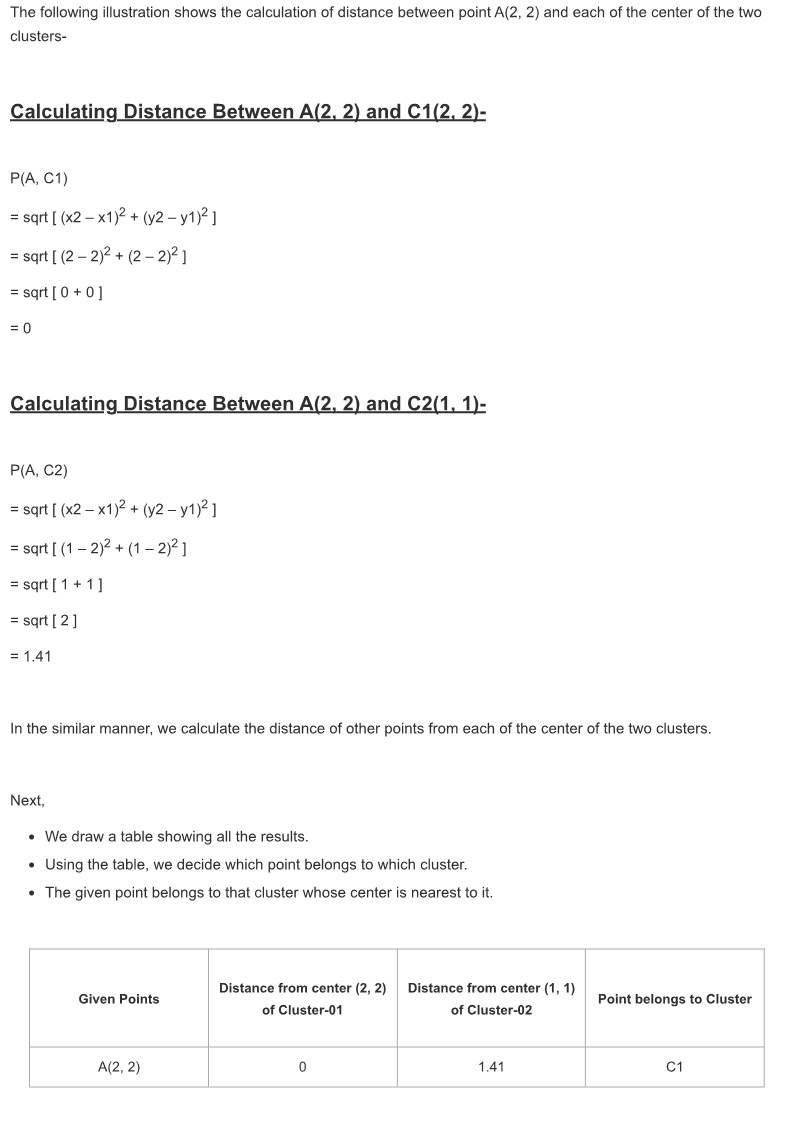 The following illustration shows the calculation of distance between point A(2, 2) and each of the center of the two
clusters-
Calculating Distance Between A(2, 2) and C1(2, 2)-
P(A, C1)
= sqrt [ (x2 – x1)² + (y2 – y1)² ]
= sqrt [ (2 – 2)² + (2 – 2)² ]
= sqrt [ 0 + 0 ]
= 0
Calculating Distance Between A(2, 2) and C2(1, 1)-
P(A, C2)
= sqrt [ (x2 – x1)² + (y2 – y1)² ]
= sqrt [ (1 – 2)² + (1 – 2)² ]
= sqrt [ 1 + 1 ]
= sqrt [ 2 ]
= 1.41
In the similar manner, we calculate the distance of other points from each of the center of the two clusters.
Next,
• We draw a table showing all the results.
• Using the table, we decide which point belongs to which cluster.
• The given point belongs to that cluster whose center is nearest to it.
Given Points
Distance from center (2, 2)
of Cluster-01
Distance from center (1, 1)
of Cluster-02
Point belongs to Cluster
A(2, 2)
0
1.41
C1